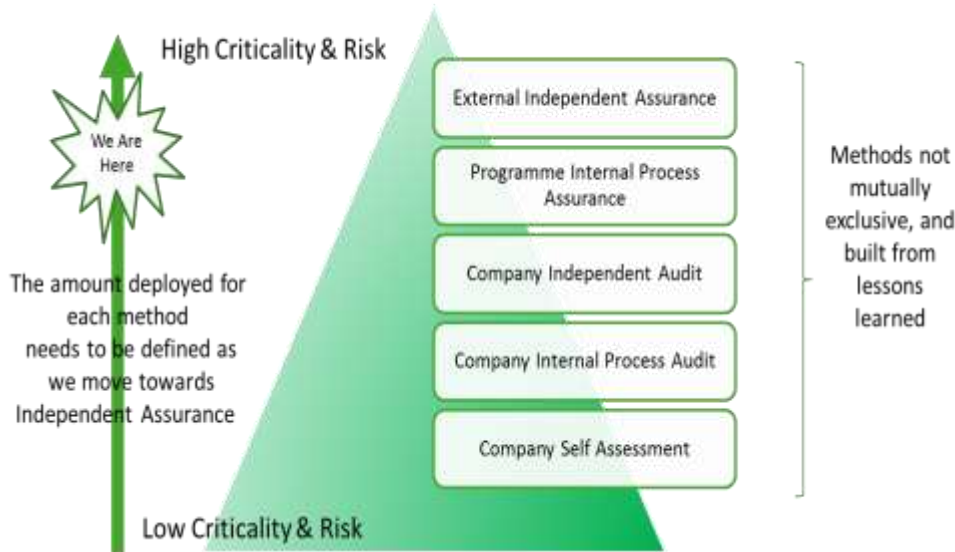 High Criticality & Risk
We Are
Here
The amount deployed for
each method
needs to be defined as
we move towards
Independent Assurance
Low Criticality & Risk
External Independent Assurance
Programme Internal Process
Assurance
Company Independent Audit
Company Internal Process Audit
Company Self Assessment
Methods not
mutually
exclusive, and
built from
lessons
learned